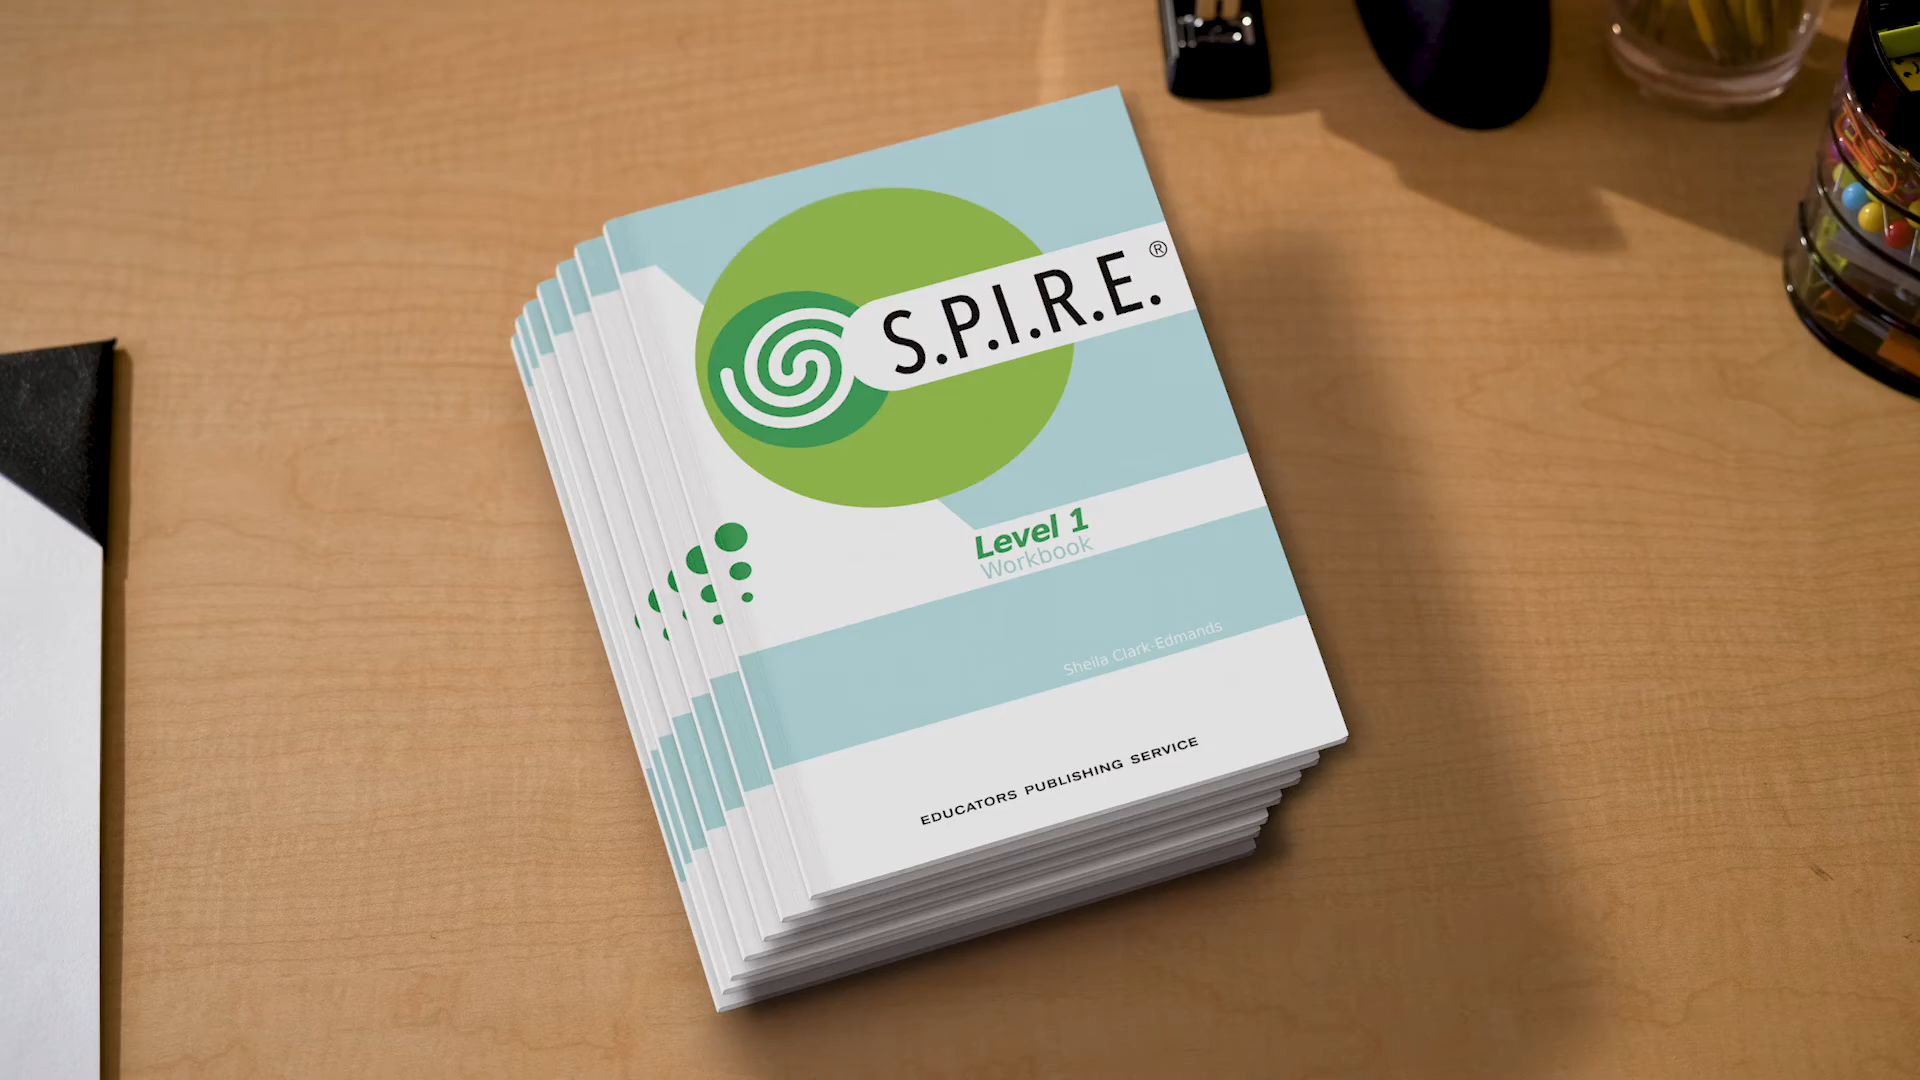 S.P.I.R.E.®
Level 1
Workbook
Sheila Clark-Edmands
EDUCATORS PUBLISHING SERVICE